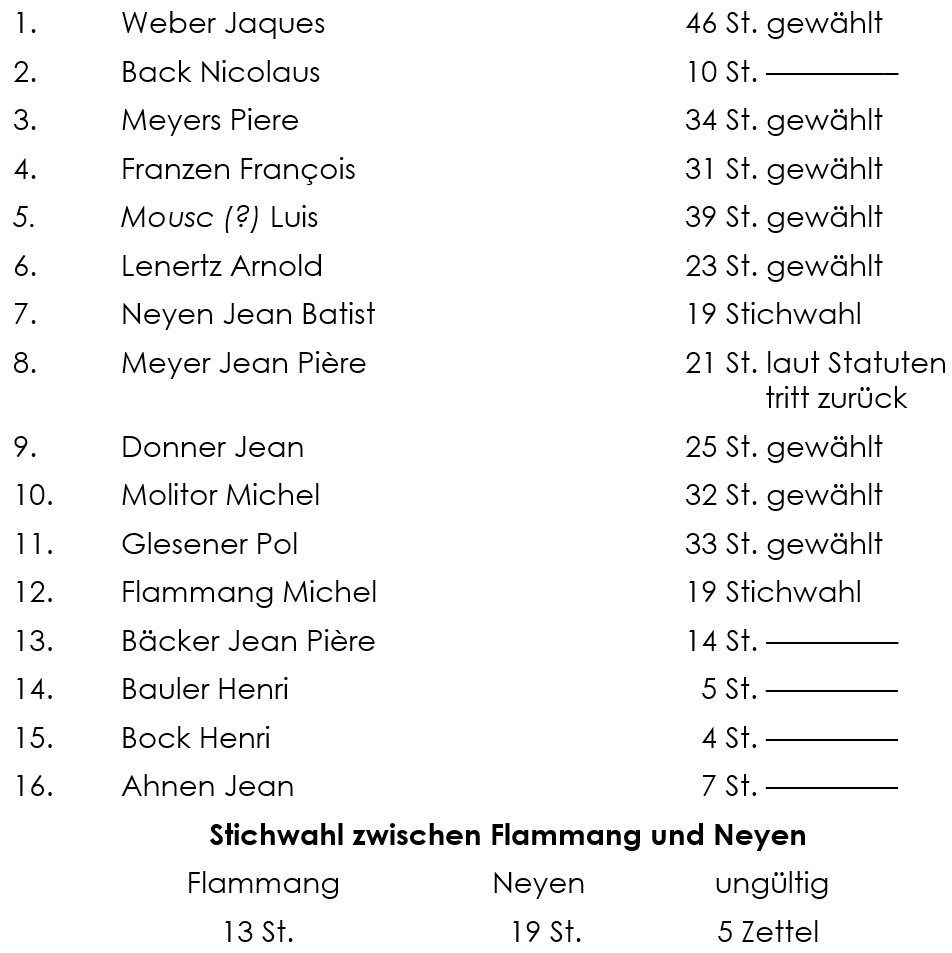 1. Weber Jaques 46 St. gewählt
2. Back Nicolaus 10 St. ————
3. Meyers Piere 34 St. gewählt
4. Franzen François 31 St. gewählt
5. Mousc (?) Luis 39 St. gewählt
6. Lenertz Arnold 23 St. gewählt
7. Neyen Jean Batist 19 Stichwahl
8. Meyer Jean Pière 21 St. laut Statuten
tritt zurück
9. Donner Jean 25 St. gewählt
10. Molitor Michel 32 St. gewählt
11. Glesener Pol 33 St. gewählt
12. Flammang Michel 19 Stichwahl
13. Bäcker Jean Pière 14 St. ————
14. Bauler Henri 5 St. ————
15. Bock Henri 4 St. ————
16. Ahnen Jean 7 St. ————
Stichwahl zwischen Flammang und Neyen
Flammang Neyen ungültig
13 St. 19 St. 5 Zettel